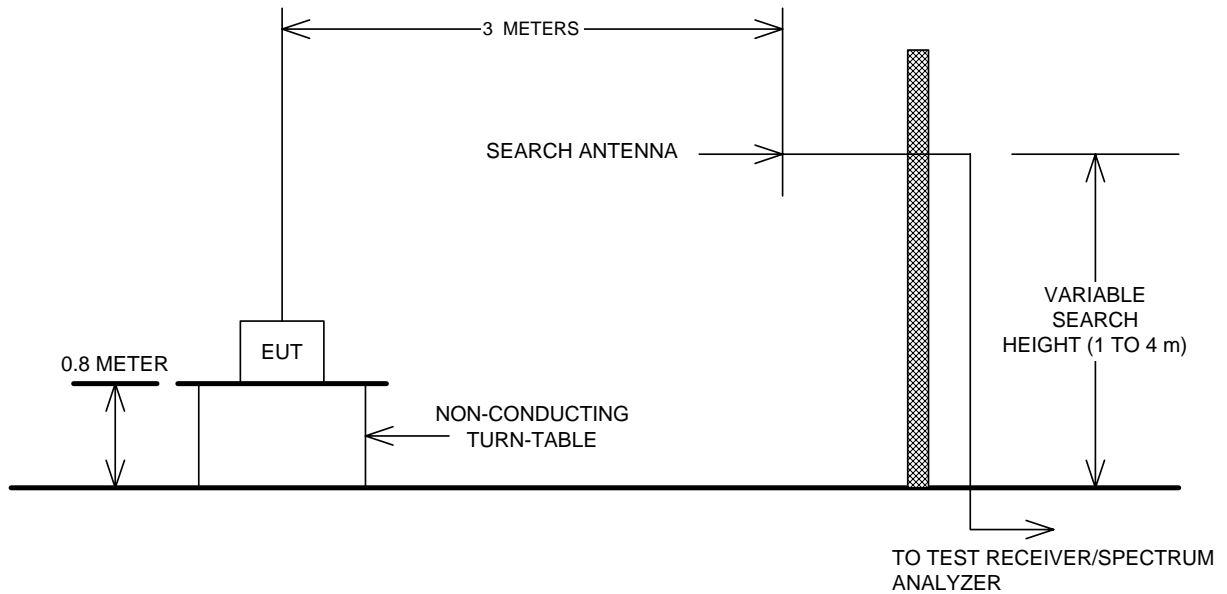 3 METERS
SEARCH ANTENNA
EUT
0.8 METER
NON-CONDUCTING
TURN-TABLE
VARIABLE
SEARCH
HEIGHT (1 TO 4 m)
TO TEST RECEIVER/SPECTRUM
ANALYZER